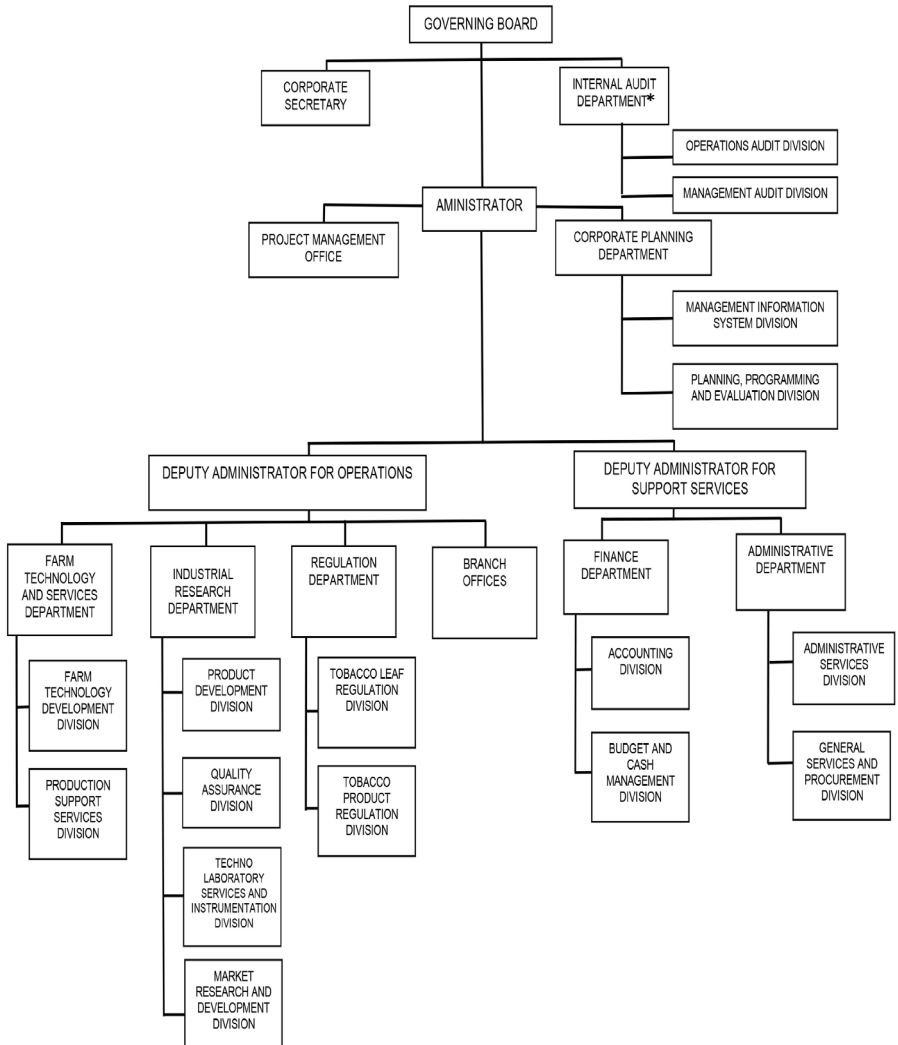 GOVERNING BOARD
CORPORATE
SECRETARY
INTERNAL AUDIT
DEPARTMENT*
OPERATIONS AUDIT DIVISION
MANAGEMENT AUDIT DIVISION
AMINISTRATOR
PROJECT MANAGEMENT
OFFICE
CORPORATE PLANNING
DEPARTMENT
MANAGEMENT INFORMATION
SYSTEM DIVISION
PLANNING, PROGRAMMING
AND EVALUATION DIVISION
DEPUTY ADMINISTRATOR FOR OPERATIONS
DEPUTY ADMINISTRATOR FOR
SUPPORT SERVICES
FARM
TECHNOLOGY
AND SERVICES
DEPARTMENT
INDUSTRIAL
RESEARCH
DEPARTMENT
REGULATION
DEPARTMENT
BRANCH
OFFICES
FINANCE
DEPARTMENT
ADMINISTRATIVE
DEPARTMENT
FARM
TECHNOLOGY
DEVELOPMENT
DIVISION
PRODUCTION
SUPPORT
SERVICES
DIVISION
PRODUCT
DEVELOPMENT
DIVISION
QUALITY
ASSURANCE
DIVISION
TECHNO
LABORATORY
SERVICES AND
INSTRUMENTATION
DIVISION
MARKET
RESEARCH AND
DEVELOPMENT
DIVISION
TOBACCO LEAF
REGULATION
DIVISION
TOBACCO
PRODUCT
REGULATION
DIVISION
ACCOUNTING
DIVISION
BUDGET AND
CASH
MANAGEMENT
DIVISION
ADMINISTRATIVE
SERVICES
DIVISION
GENERAL
SERVICES AND
PROCUREMENT
DIVISION